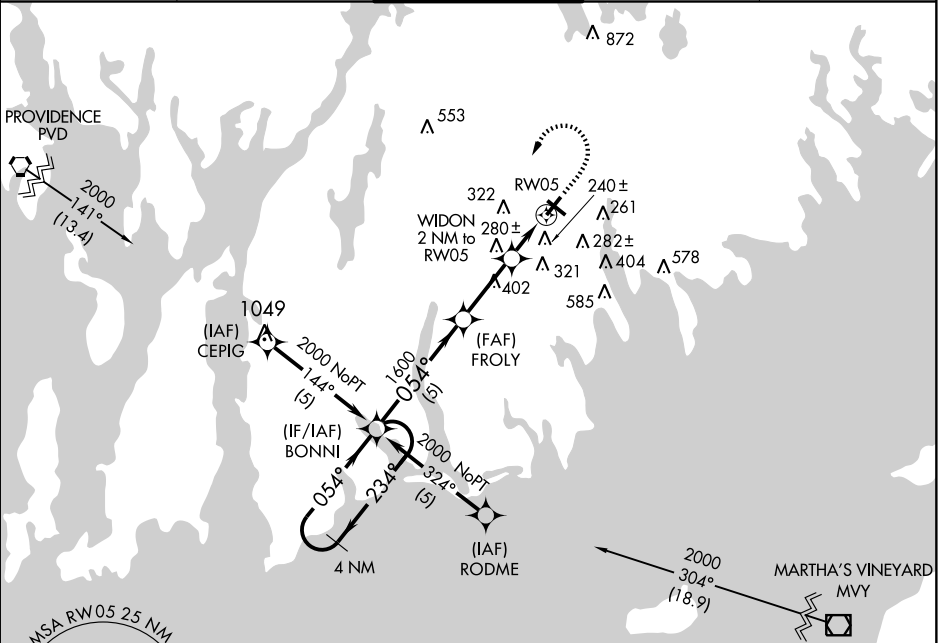 872
553
PROVIDENCE
PVD
2000
141°
(13.4)
RW05
240±
322
261
WIDON
2 NM to
RW05
280±
282±
404
578
321
402
585
1049
(IAF)
CEPIG
2000 NoPT
144°
(5)
(FAF)
FROLY
1600
054°
(5)
(IF/IAF)
BONNI
2000 NoPT
324°
(5)
054°
234°
4 NM
(IAF)
RODME
2000
304°
(18.9)
MARTHA'S VINEYARD
MVY
MSA RW05 25 NM